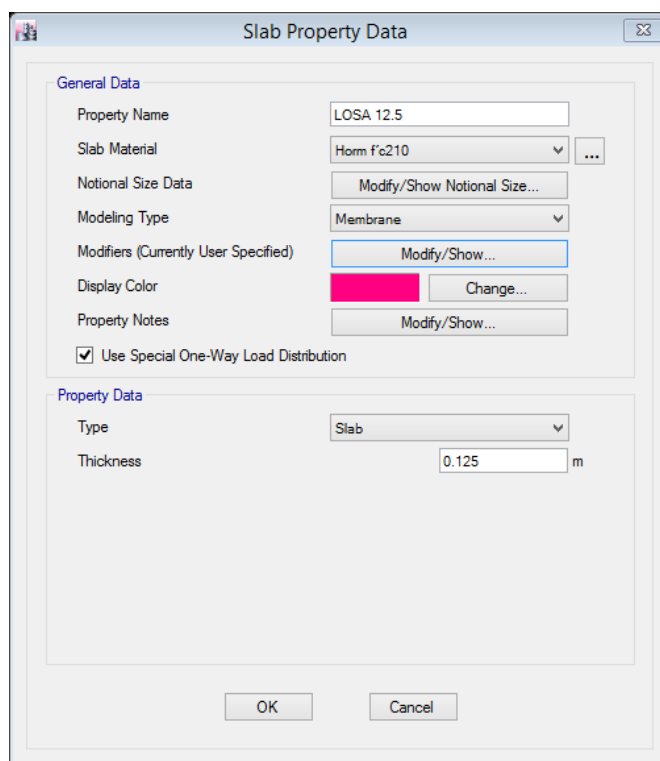 Slab Property Data
General Data
Property Name LOSA 12.5
Slab Material Horm f'c210 ...
Notional Size Data Modify/Show Notional Size...
Modeling Type Membrane
Modifiers (Currently User Specified) Modify/Show...
Display Color Change...
Property Notes Modify/Show...
Use Special One-Way Load Distribution
Property Data
Type Slab
Thickness 0.125 m
OK Cancel